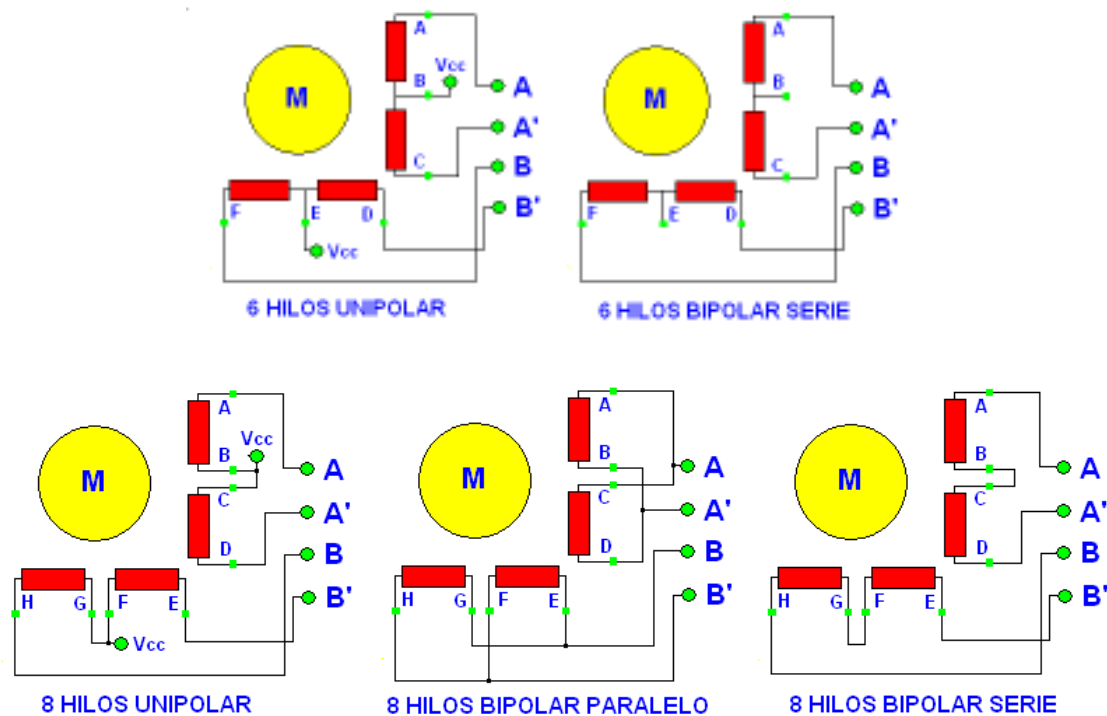 A
B
Vcc
C
M
F
E
D
Vcc
A
A'
B
B'
6 HILOS UNIPOLAR
A
B
C
M
F
E
D
A
A'
B
B'
6 HILOS BIPOLAR SERIE
A
B
Vcc
C
D
M
H
G
F
E
Vcc
A
A'
B
B'
8 HILOS UNIPOLAR
A
B
C
D
M
H
G
F
E
A
A'
B
B'
8 HILOS BIPOLAR PARALELO
A
B
C
D
M
H
G
F
E
A
A'
B
B'
8 HILOS BIPOLAR SERIE